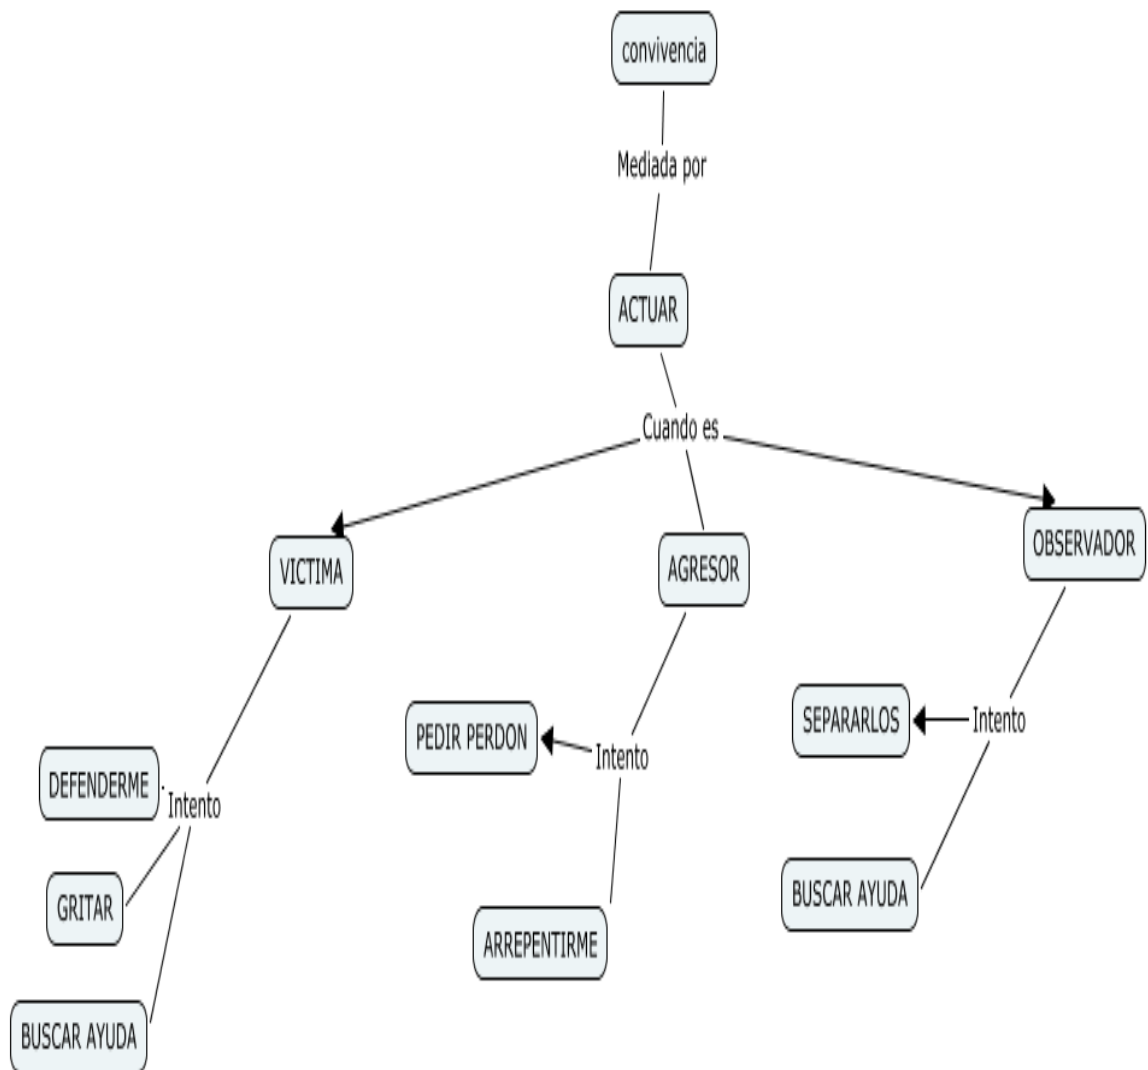 convivencia
Mediada por
ACTUAR
Cuando es
VICTIMA
AGRESOR
OBSERVADOR
DEFENDERME
Intento
GRITAR
BUSCAR AYUDA
PEDIR PERDON
Intento
ARREPENTIRME
SEPARARLOS
Intento
BUSCAR AYUDA